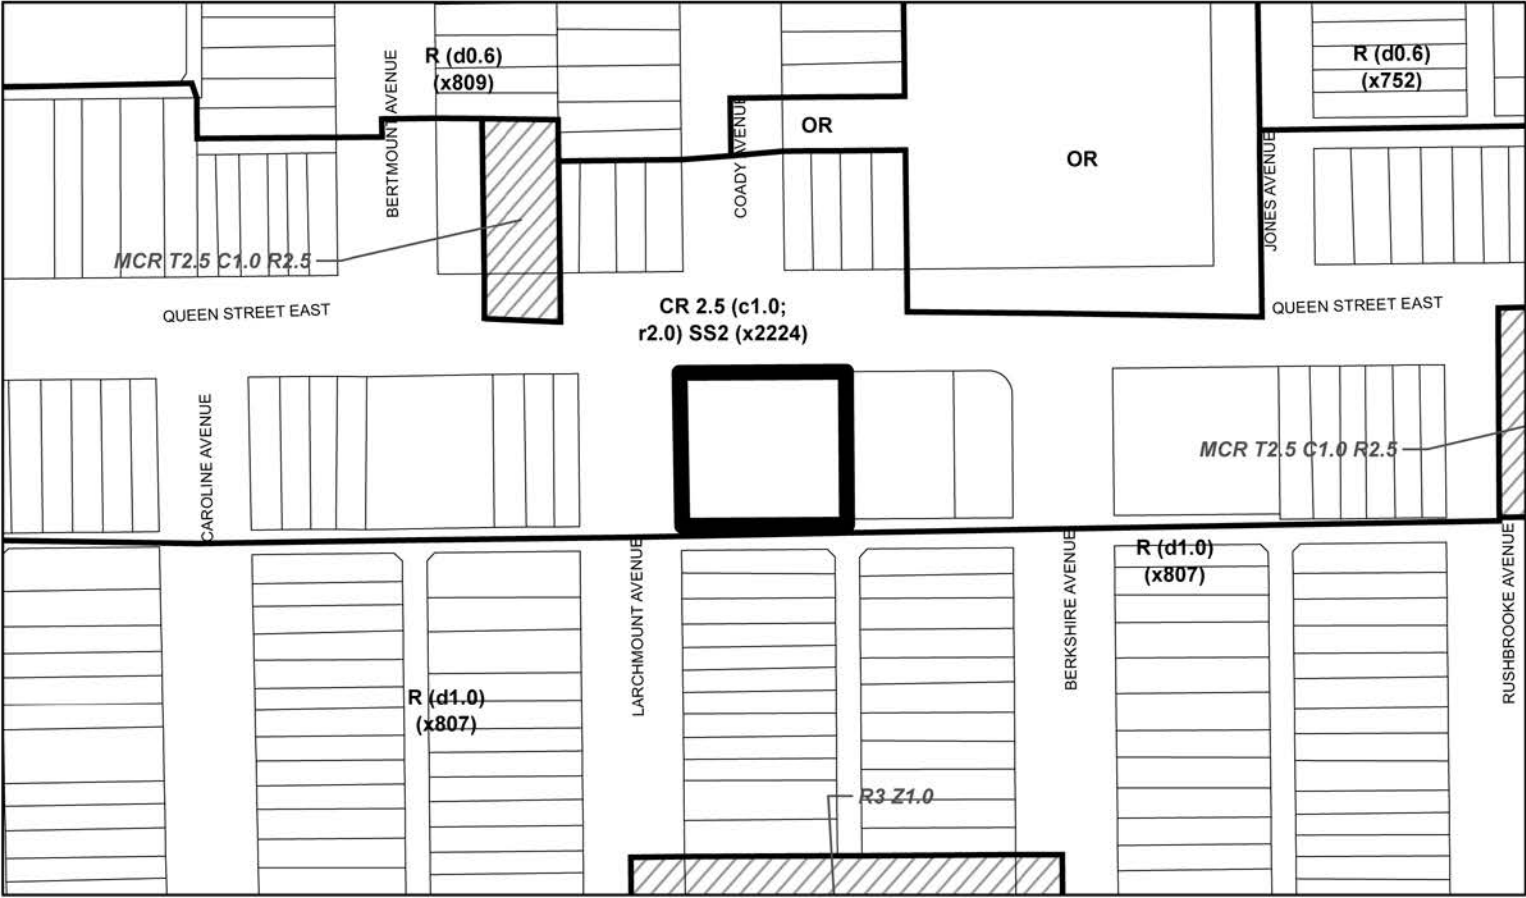 R (d0.6)
(x809)
R (d0.6)
(x752)
BERTMOUNT AVENUE
COADY AVENUE
OR
OR
JONES AVENUE
MCR T2.5 C1.0 R2.5
QUEEN STREET EAST
CR 2.5 (c1.0;
r2.0) SS2 (x2224)
QUEEN STREET EAST
CAROLINE AVENUE
MCR T2.5 C1.0 R2.5
LARCHMOUNT AVENUE
BERKSHIRE AVENUE
R (d1.0)
(x807)
RUSHBROOKE AVENUE
R (d1.0)
(x807)
R3 Z1.0